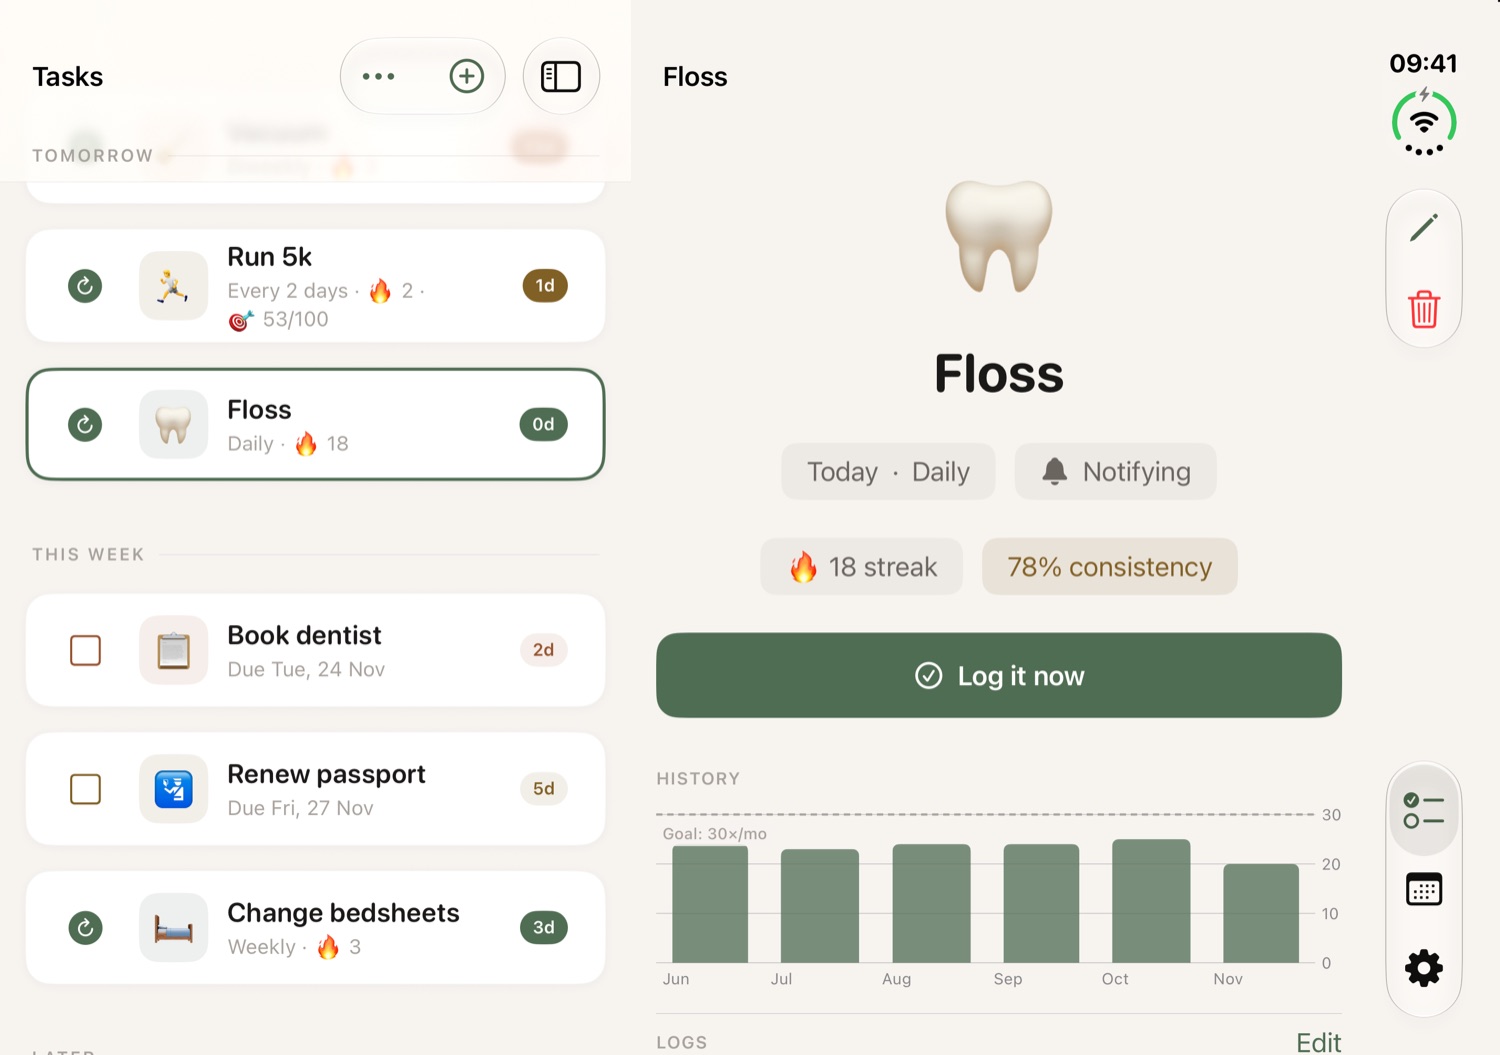 Tasks
TOMORROW
Run 5k
Every 2 days · 🔥 2 ·
🎯 53/100
1d
Floss
Daily · 🔥 18
0d
THIS WEEK
Book dentist
Due Tue, 24 Nov
2d
Renew passport
Due Fri, 27 Nov
5d
Change bedsheets
Weekly · 🔥 3
3d
Floss
09:41
Floss
Today · Daily
Notifying
🔥 18 streak
78% consistency
Log it now
HISTORY
30
Goal: 30×/mo
20
10
0
Jun Jul Aug Sep Oct Nov
LOGS
Edit